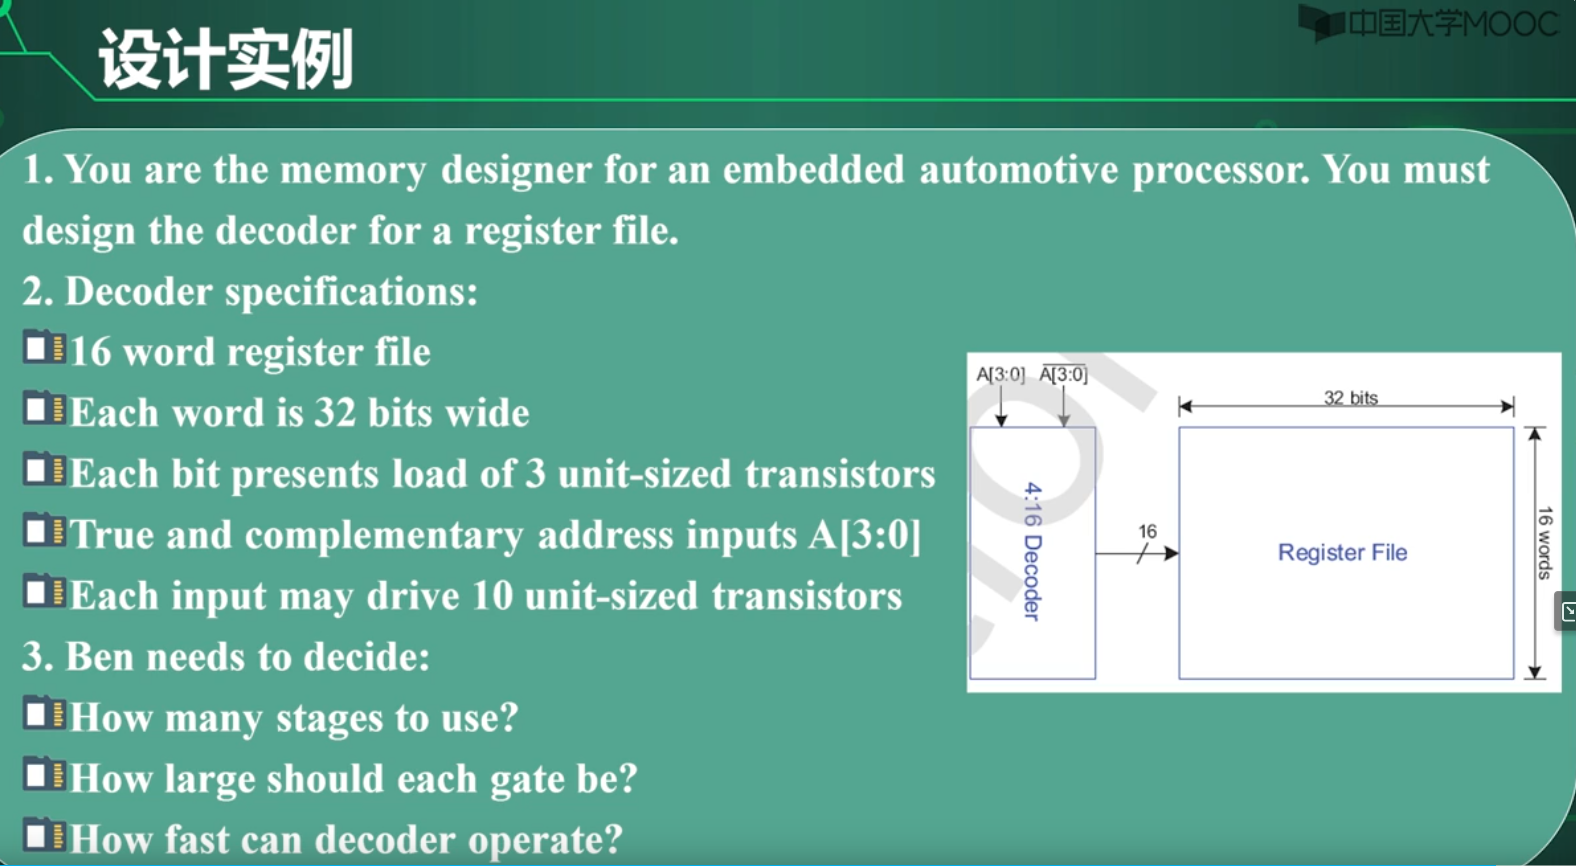 中国大学MOOC
设计实例
1. You are the memory designer for an embedded automotive processor. You must
design the decoder for a register file.
2. Decoder specifications:
16 word register file
Each word is 32 bits wide
Each bit presents load of 3 unit-sized transistors
True and complementary address inputs A[3:0]
Each input may drive 10 unit-sized transistors
3. Ben needs to decide:
How many stages to use?
How large should each gate be?
How fast can decoder operate?
A[3:0] A[3:0]
32 bits
4:16 Decoder
16
Register File
16 words